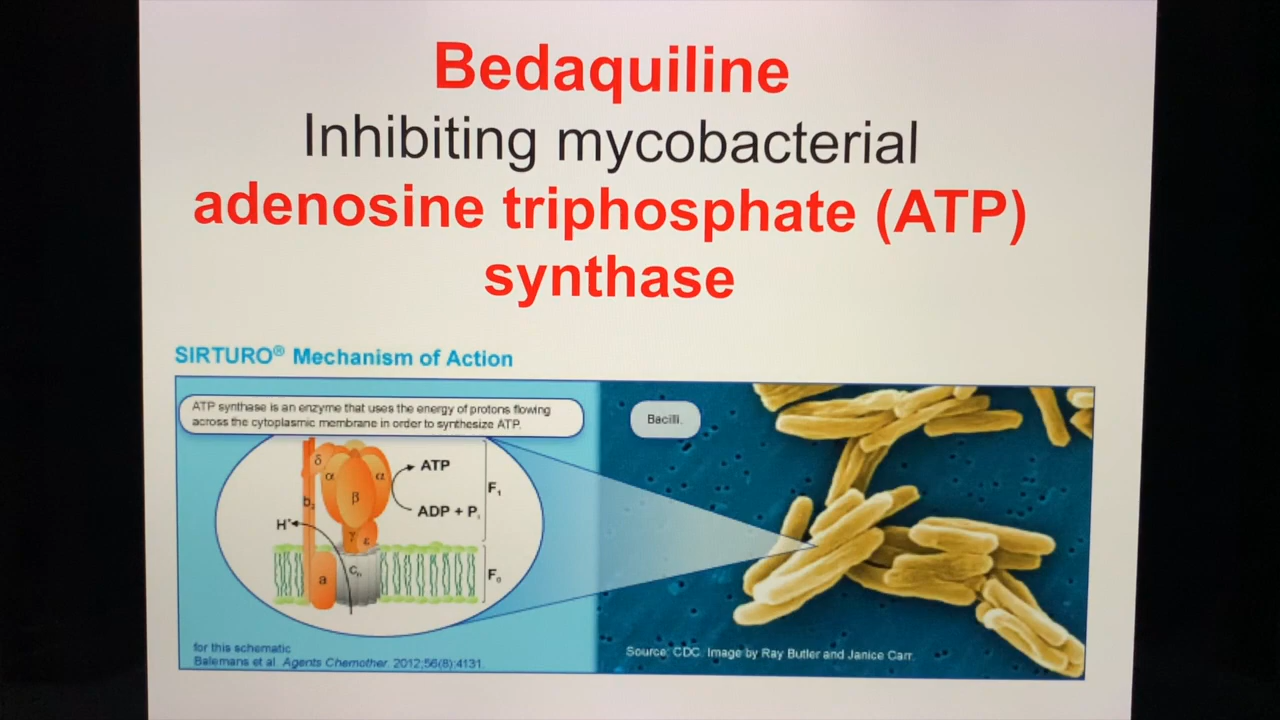 Bedaquiline
Inhibiting mycobacterial
adenosine triphosphate (ATP)
synthase
SIRTURO® Mechanism of Action
ATP synthase is an enzyme that uses the energy of protons flowing
across the cytoplasmic membrane in order to synthesize ATP.
Bacilli.
δ
α
α
ATP
β
F₁
b₂
ADP + Pᵢ
H⁺
γ
ε
a
cₙ
F₀
for this schematic
Balemans et al. Agents Chemother. 2012;56(8):4131.
Source: CDC. Image by Ray Butler and Janice Carr.